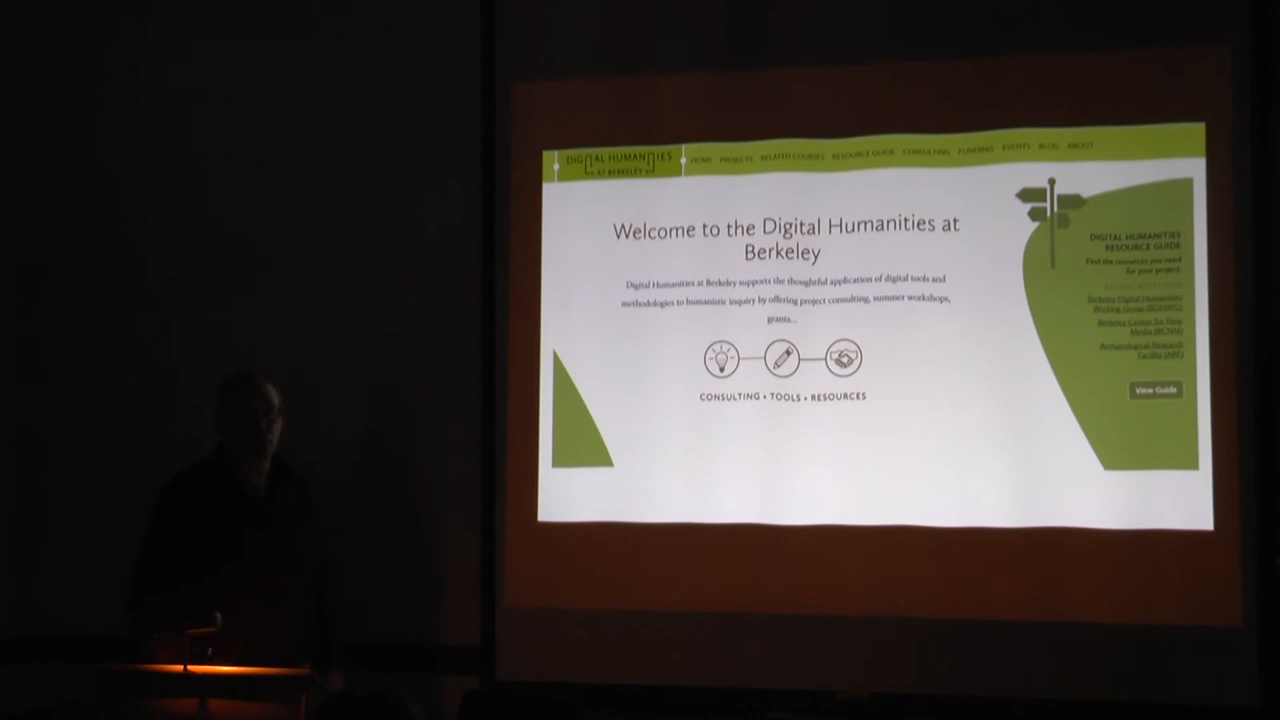 DIGITAL HUMANITIES
AT BERKELEY
HOME PROJECTS RELATED COURSES RESOURCE GUIDE CONSULTING FUNDING EVENTS BLOG ABOUT
Welcome to the Digital Humanities at
Berkeley
Digital Humanities at Berkeley supports the thoughtful application of digital tools and
methodologies to humanistic inquiry by offering project consulting, summer workshops,
grants...
CONSULTING • TOOLS • RESOURCES
DIGITAL HUMANITIES
RESOURCE GUIDE
Find the resources you need
for your project.
Berkeley Digital Humanities
Working Group (BDHWG)
Berkeley Center for New
Media (BCNM)
Archaeological Research
Facility (ARF)
View Guide